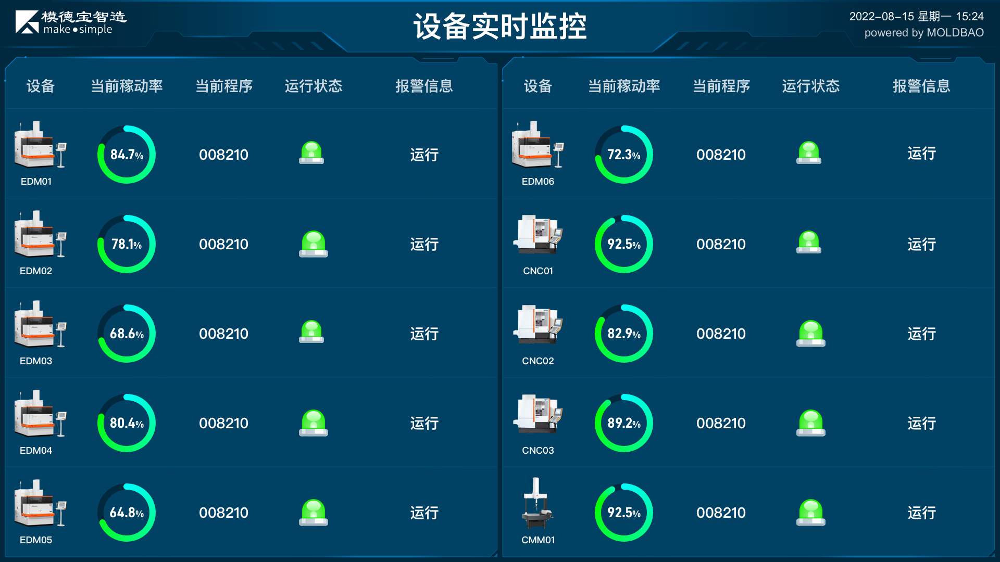 模德宝智造
make•simple
设备实时监控
2022-08-15 星期一 15:24
powered by MOLDBAO
设备 当前稼动率 当前程序 运行状态 报警信息
EDM01 84.7% 008210 运行
EDM02 78.1% 008210 运行
EDM03 68.6% 008210 运行
EDM04 80.4% 008210 运行
EDM05 64.8% 008210 运行
设备 当前稼动率 当前程序 运行状态 报警信息
EDM06 72.3% 008210 运行
CNC01 92.5% 008210 运行
CNC02 82.9% 008210 运行
CNC03 89.2% 008210 运行
CMM01 92.5% 008210 运行